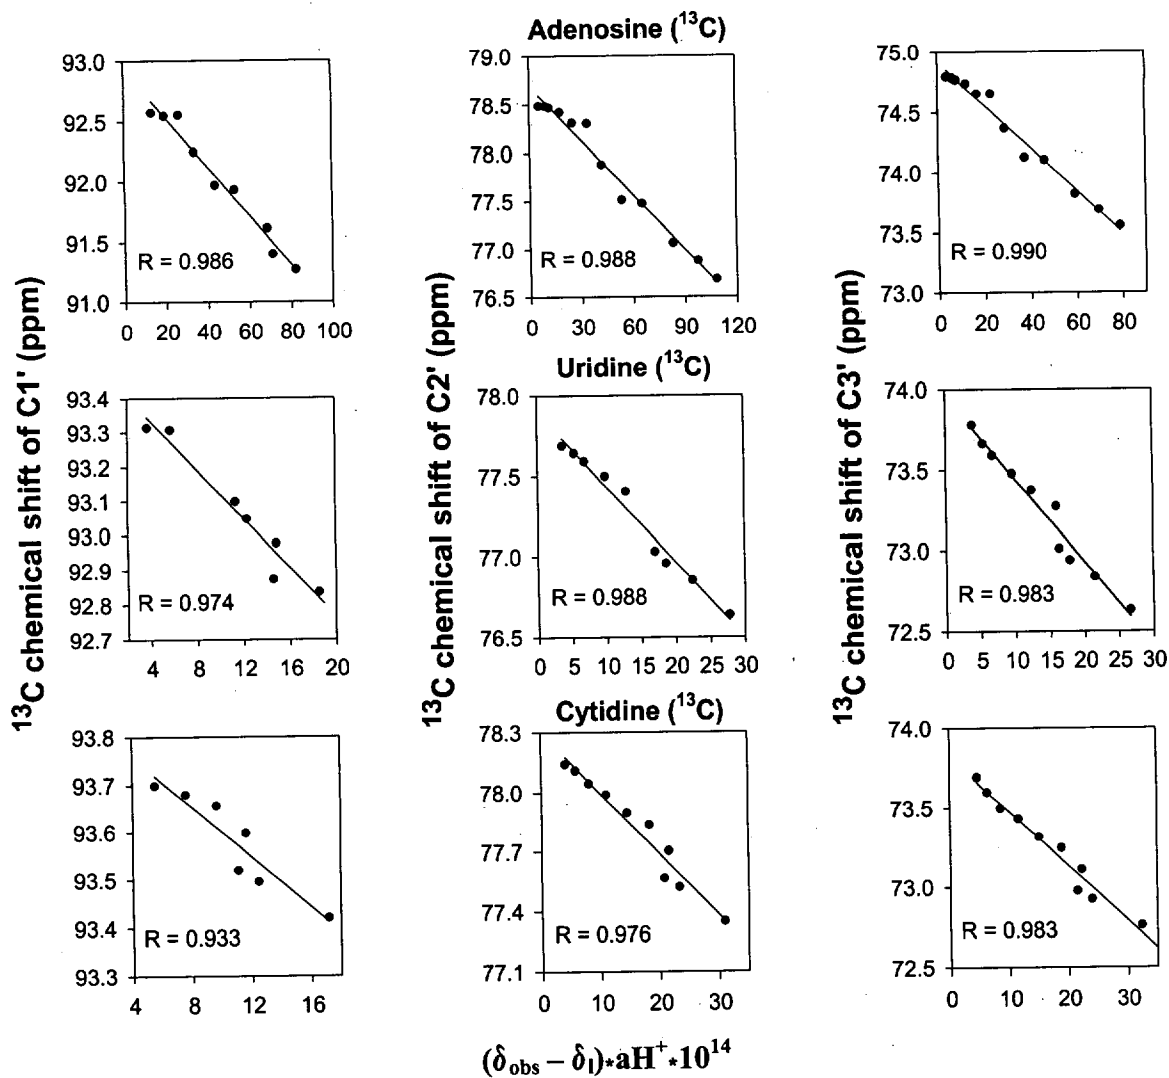 Adenosine (¹³C)
¹³C chemical shift of C1' (ppm)
93.0
92.5
92.0
91.5
91.0
R = 0.986
0 20 40 60 80 100
93.4
93.3
93.2
93.1
93.0
92.9
92.8
92.7
R = 0.974
4 8 12 16 20
93.8
93.7
93.6
93.5
93.4
93.3
R = 0.933
4 8 12 16
¹³C chemical shift of C2' (ppm)
79.0
78.5
78.0
77.5
77.0
76.5
R = 0.988
0 30 60 90 120
Uridine (¹³C)
78.0
77.5
77.0
76.5
R = 0.988
0 5 10 15 20 25 30
Cytidine (¹³C)
78.3
78.0
77.7
77.4
77.1
R = 0.976
0 10 20 30
¹³C chemical shift of C3' (ppm)
75.0
74.5
74.0
73.5
73.0
R = 0.990
0 20 40 60 80
74.0
73.5
73.0
72.5
R = 0.983
0 5 10 15 20 25 30
74.0
73.5
73.0
72.5
R = 0.983
0 10 20 30
(δobs – δI)*aH⁺*10¹⁴